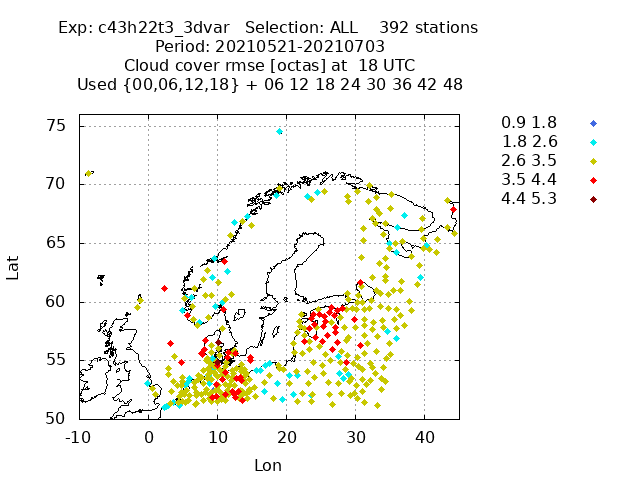 Exp: c43h22t3_3dvar   Selection: ALL    392 stations
Period: 20210521-20210703
Cloud cover rmse [octas] at  18 UTC
Used {00,06,12,18} + 06 12 18 24 30 36 42 48
0.9 1.8
1.8 2.6
2.6 3.5
3.5 4.4
4.4 5.3
75
70
65
60
55
50
Lat
-10 0 10 20 30 40
Lon